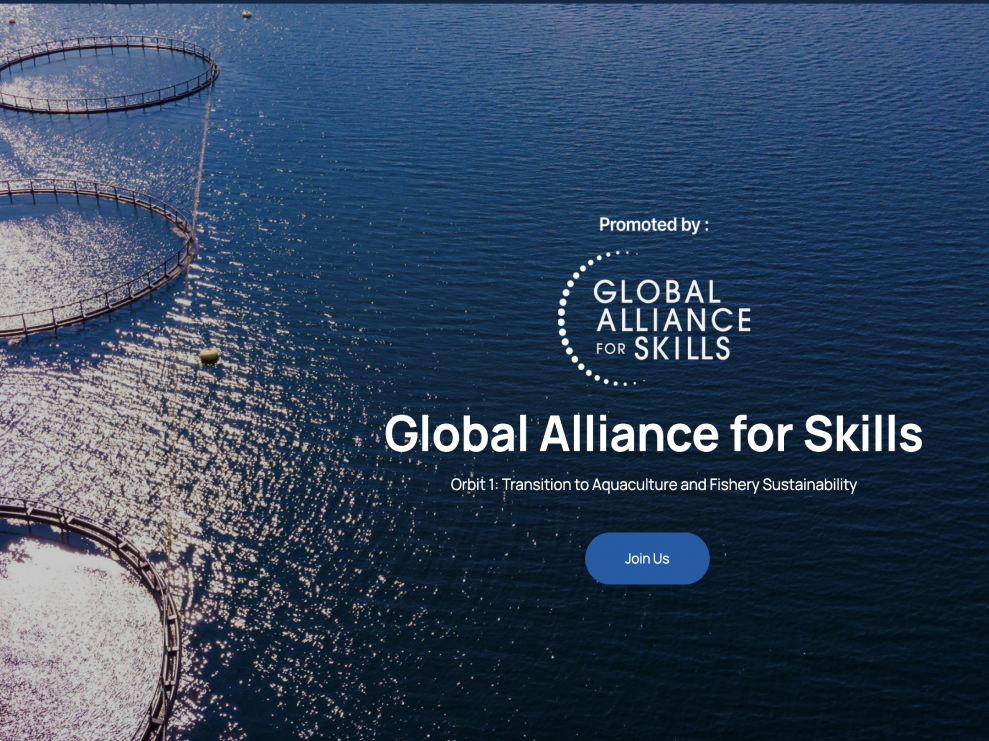 Promoted by :
GLOBAL
ALLIANCE
FOR SKILLS
Global Alliance for Skills
Orbit 1: Transition to Aquaculture and Fishery Sustainability
Join Us